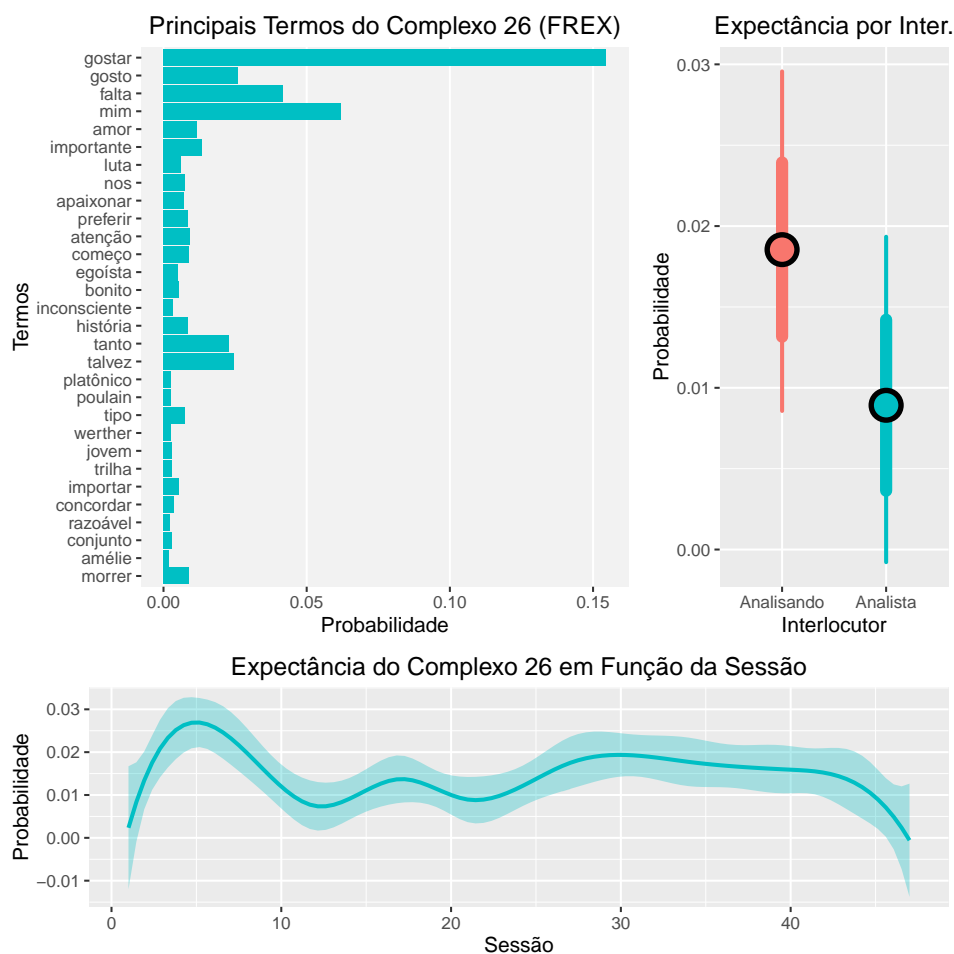 Principais Termos do Complexo 26 (FREX)
gostar
gosto
falta
mim
amor
importante
luta
nos
apaixonar
preferir
atenção
começo
egoísta
bonito
inconsciente
história
tanto
talvez
platônico
poulain
tipo
werther
jovem
trilha
importar
concordar
razoável
conjunto
amélie
morrer
Termos
0.00 0.05 0.10 0.15
Probabilidade
Expectância por Inter.
0.03
0.02
0.01
0.00
Probabilidade
Analisando Analista
Interlocutor
Expectância do Complexo 26 em Função da Sessão
0.03
0.02
0.01
0.00
−0.01
Probabilidade
0 10 20 30 40
Sessão